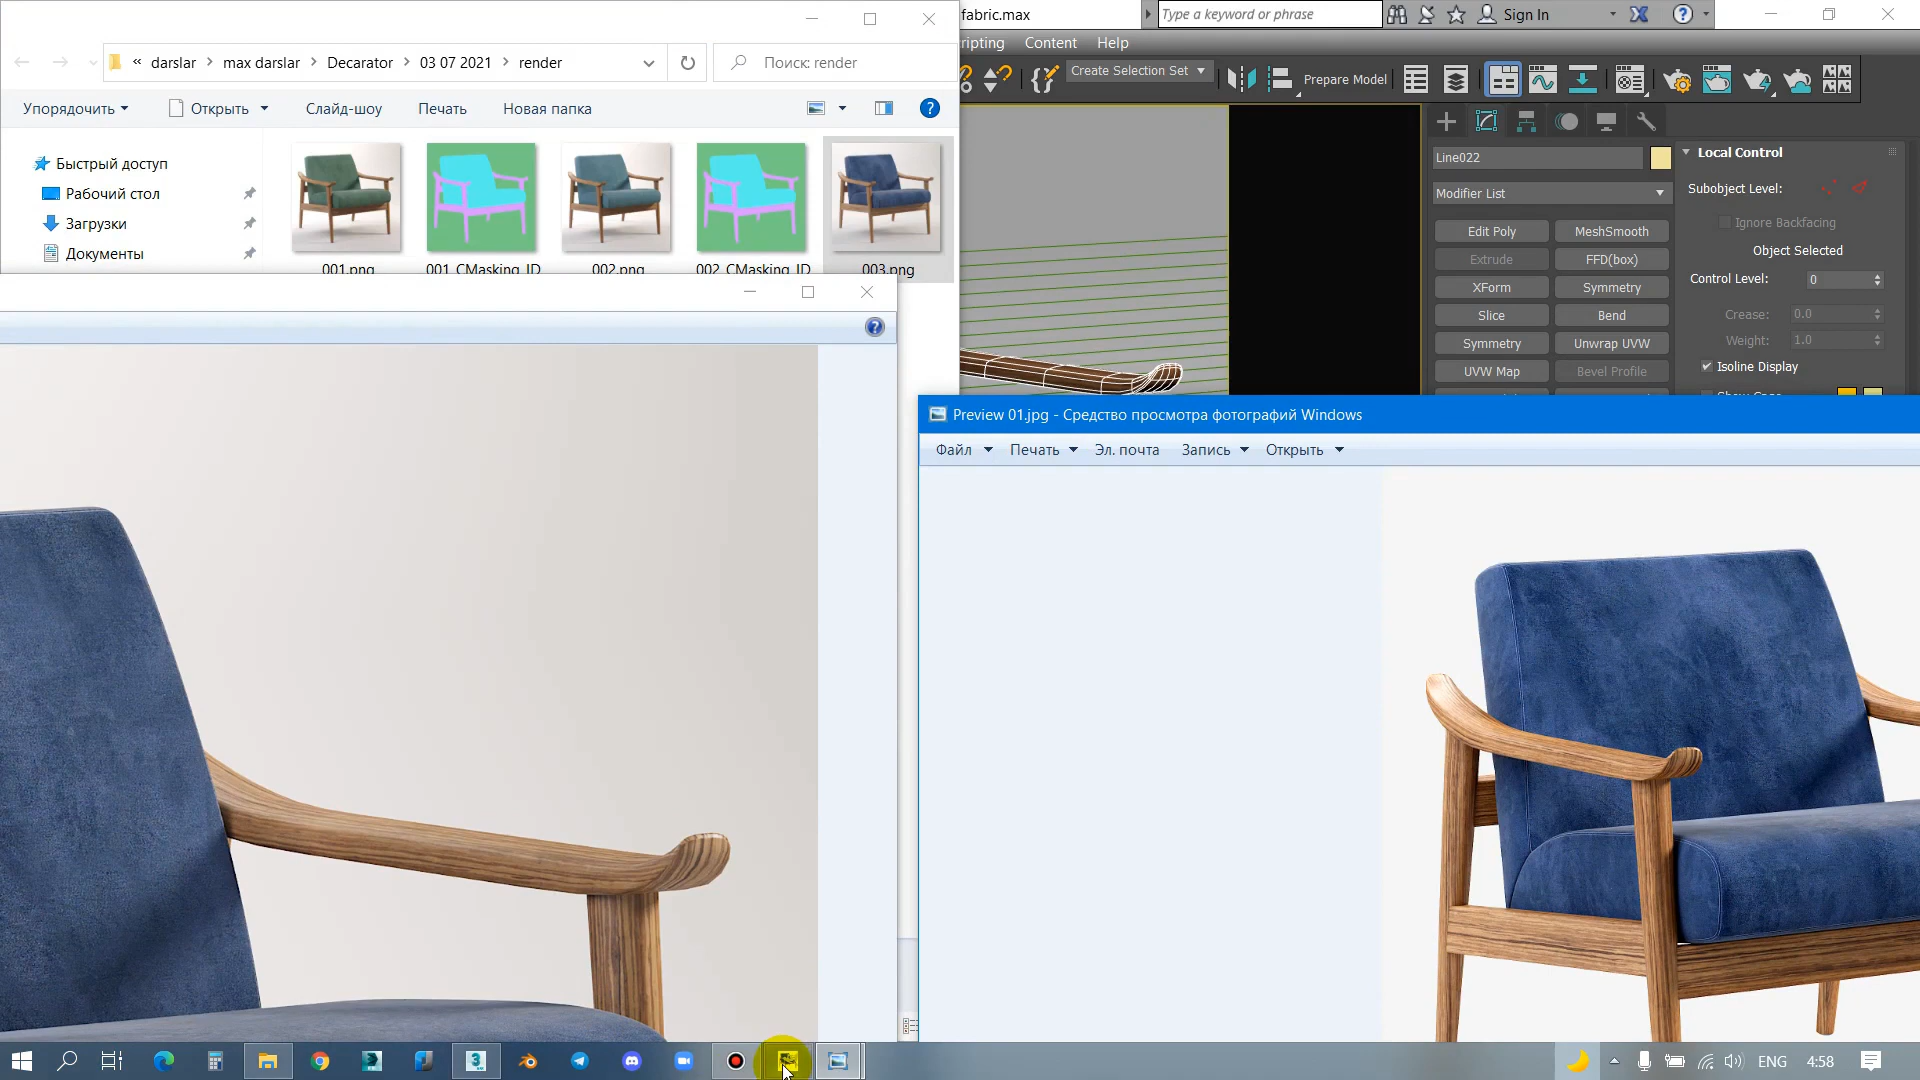 fabric.max
Type a keyword or phrase
Sign In
« darslar > max darslar > Decarator > 03 07 2021 > render
Поиск: render
ripting Content Help
Create Selection Set
Prepare Model
Упорядочить Открыть Слайд-шоу Печать Новая папка
Быстрый доступ
Рабочий стол
Загрузки
Документы
001.png
001_CMasking_ID
002.png
002_CMasking_ID
003.png
Line022
Modifier List
Edit Poly MeshSmooth
Extrude FFD(box)
XForm Symmetry
Slice Bend
Symmetry Unwrap UVW
UVW Map Bevel Profile
Local Control
Subobject Level:
Ignore Backfacing
Object Selected
Control Level: 0
Crease: 0.0
Weight: 1.0
Isoline Display
Preview 01.jpg - Средство просмотра фотографий Windows
Файл Печать Эл. почта Запись Открыть
ENG 4:58